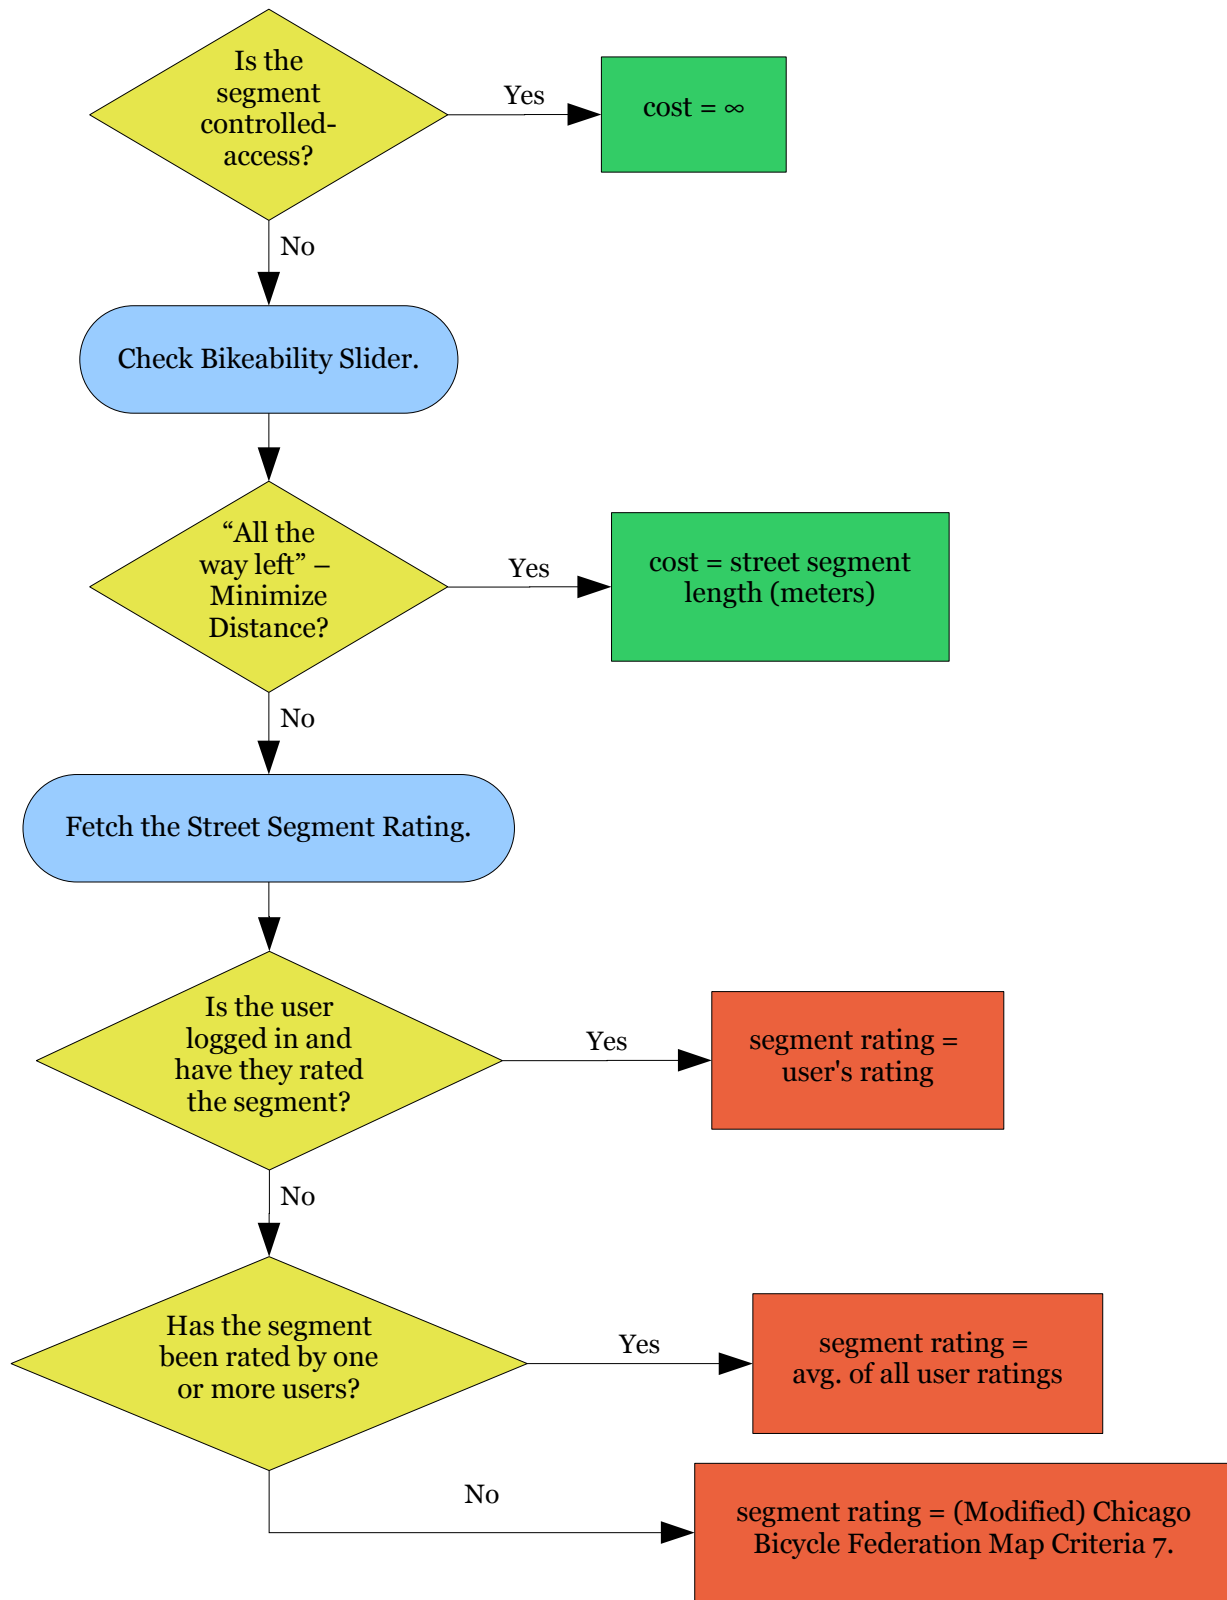 Is the
segment
controlled-
access?
Yes
cost = ∞
No
Check Bikeability Slider.
“All the
way left” –
Minimize
Distance?
Yes
cost = street segment
length (meters)
No
Fetch the Street Segment Rating.
Is the user
logged in and
have they rated
the segment?
Yes
segment rating =
user's rating
No
Has the segment
been rated by one
or more users?
Yes
segment rating =
avg. of all user ratings
No
segment rating = (Modified) Chicago
Bicycle Federation Map Criteria 7.